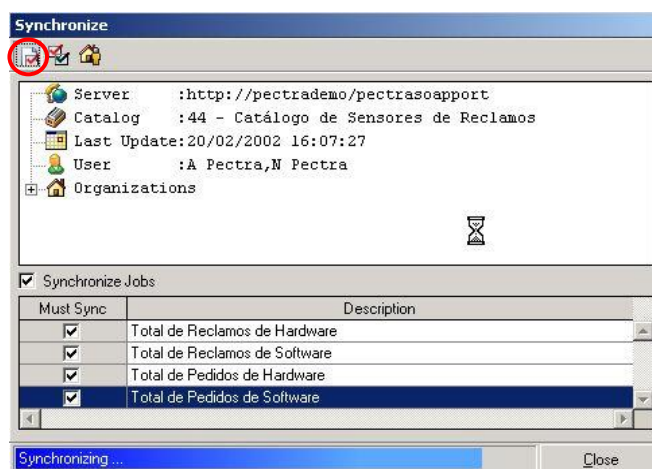 Synchronize
Server :http://pectrademo/pectrasoapport
Catalog :44 - Catálogo de Sensores de Reclamos
Last Update:20/02/2002 16:07:27
User :A Pectra,N Pectra
Organizations
Synchronize Jobs
Must Sync Description
Total de Reclamos de Hardware
Total de Reclamos de Software
Total de Pedidos de Hardware
Total de Pedidos de Software
Synchronizing ... Close